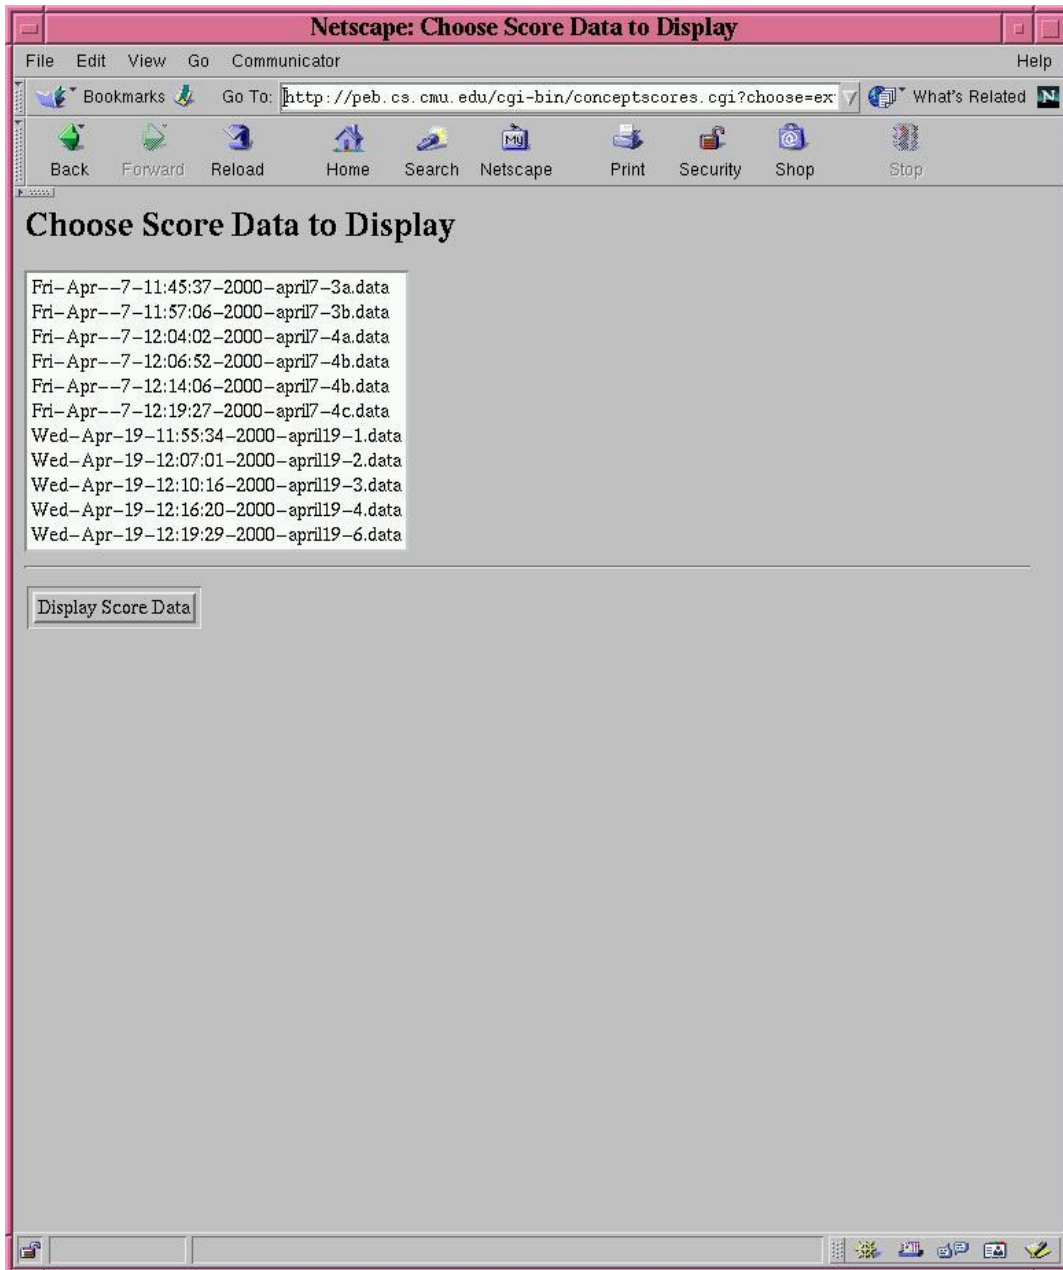 Netscape: Choose Score Data to Display
File Edit View Go Communicator Help
Bookmarks Go To: http://peb.cs.cmu.edu/cgi-bin/conceptscores.cgi?choose=ex What's Related N
My
Back Forward Reload Home Search Netscape Print Security Shop Stop
Choose Score Data to Display
Fri-Apr--7-11:45:37-2000-april7-3a.data
Fri-Apr--7-11:57:06-2000-april7-3b.data
Fri-Apr--7-12:04:02-2000-april7-4a.data
Fri-Apr--7-12:06:52-2000-april7-4b.data
Fri-Apr--7-12:14:06-2000-april7-4b.data
Fri-Apr--7-12:19:27-2000-april7-4c.data
Wed-Apr-19-11:55:34-2000-april19-1.data
Wed-Apr-19-12:07:01-2000-april19-2.data
Wed-Apr-19-12:10:16-2000-april19-3.data
Wed-Apr-19-12:16:20-2000-april19-4.data
Wed-Apr-19-12:19:29-2000-april19-6.data
Display Score Data